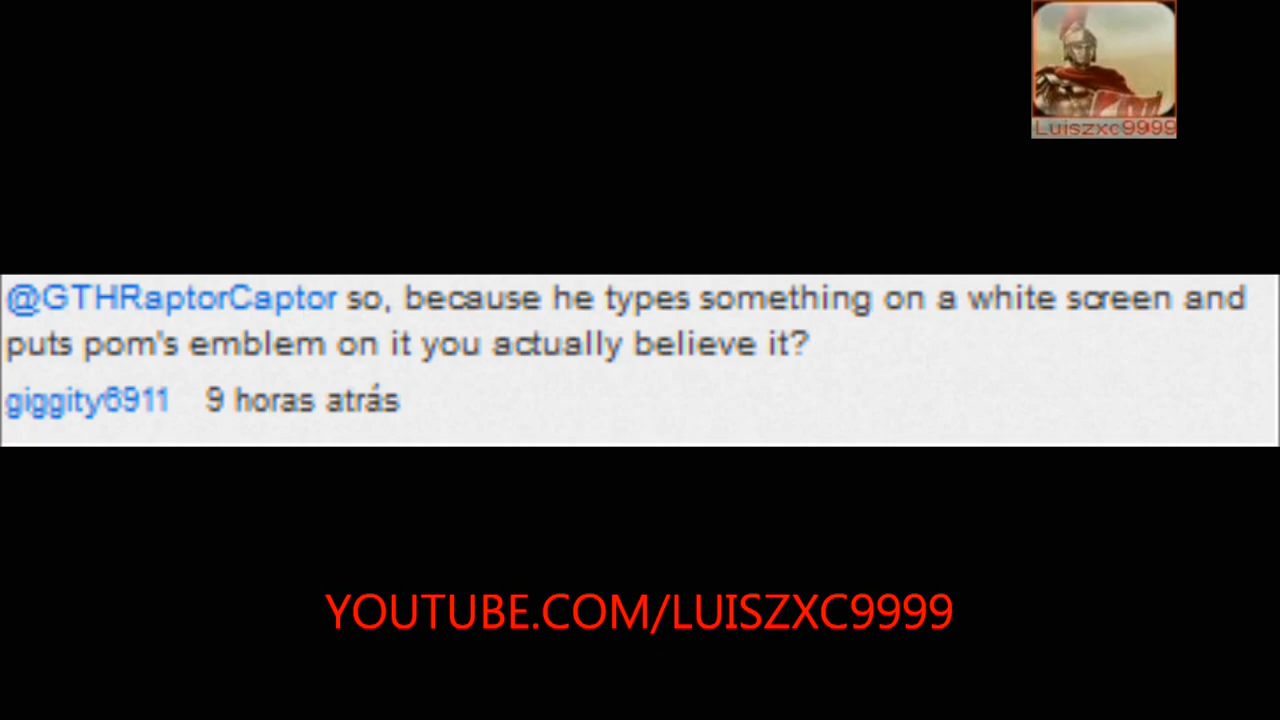 Luiszxc9999
@GTHRaptorCaptor so, because he types something on a white screen and
puts pom's emblem on it you actually believe it?
giggity6911 9 horas atrás
YOUTUBE.COM/LUISZXC9999